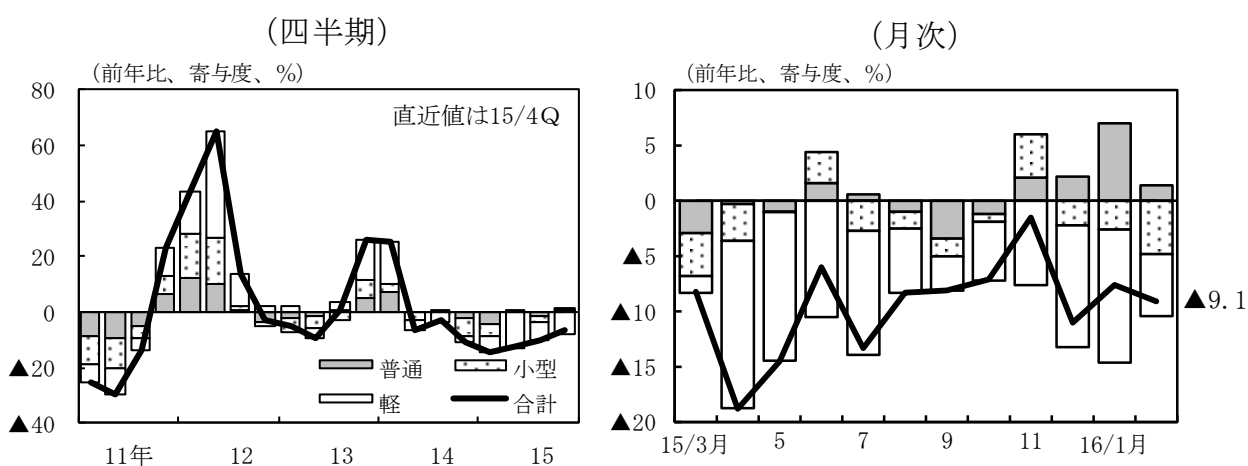 (四半期)
(前年比、寄与度、%)
直近値は15/4Q
80
60
40
20
0
▲20
▲40
普通
小型
軽
合計
11年 12 13 14 15
(月次)
(前年比、寄与度、%)
10
5
0
▲5
▲10
▲15
▲20
▲9.1
15/3月 5 7 9 11 16/1月